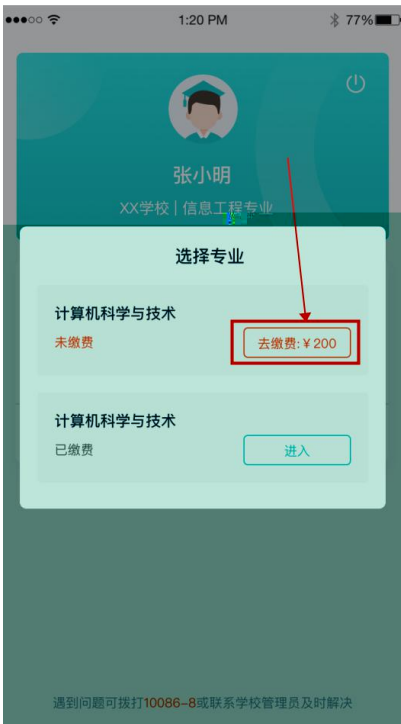 1:20 PM
77%
张小明
XX学校 | 信息工程专业
选择专业
计算机科学与技术
未缴费
去缴费:¥200
计算机科学与技术
已缴费
进入
遇到问题可拨打10086-8或联系学校管理员及时解决